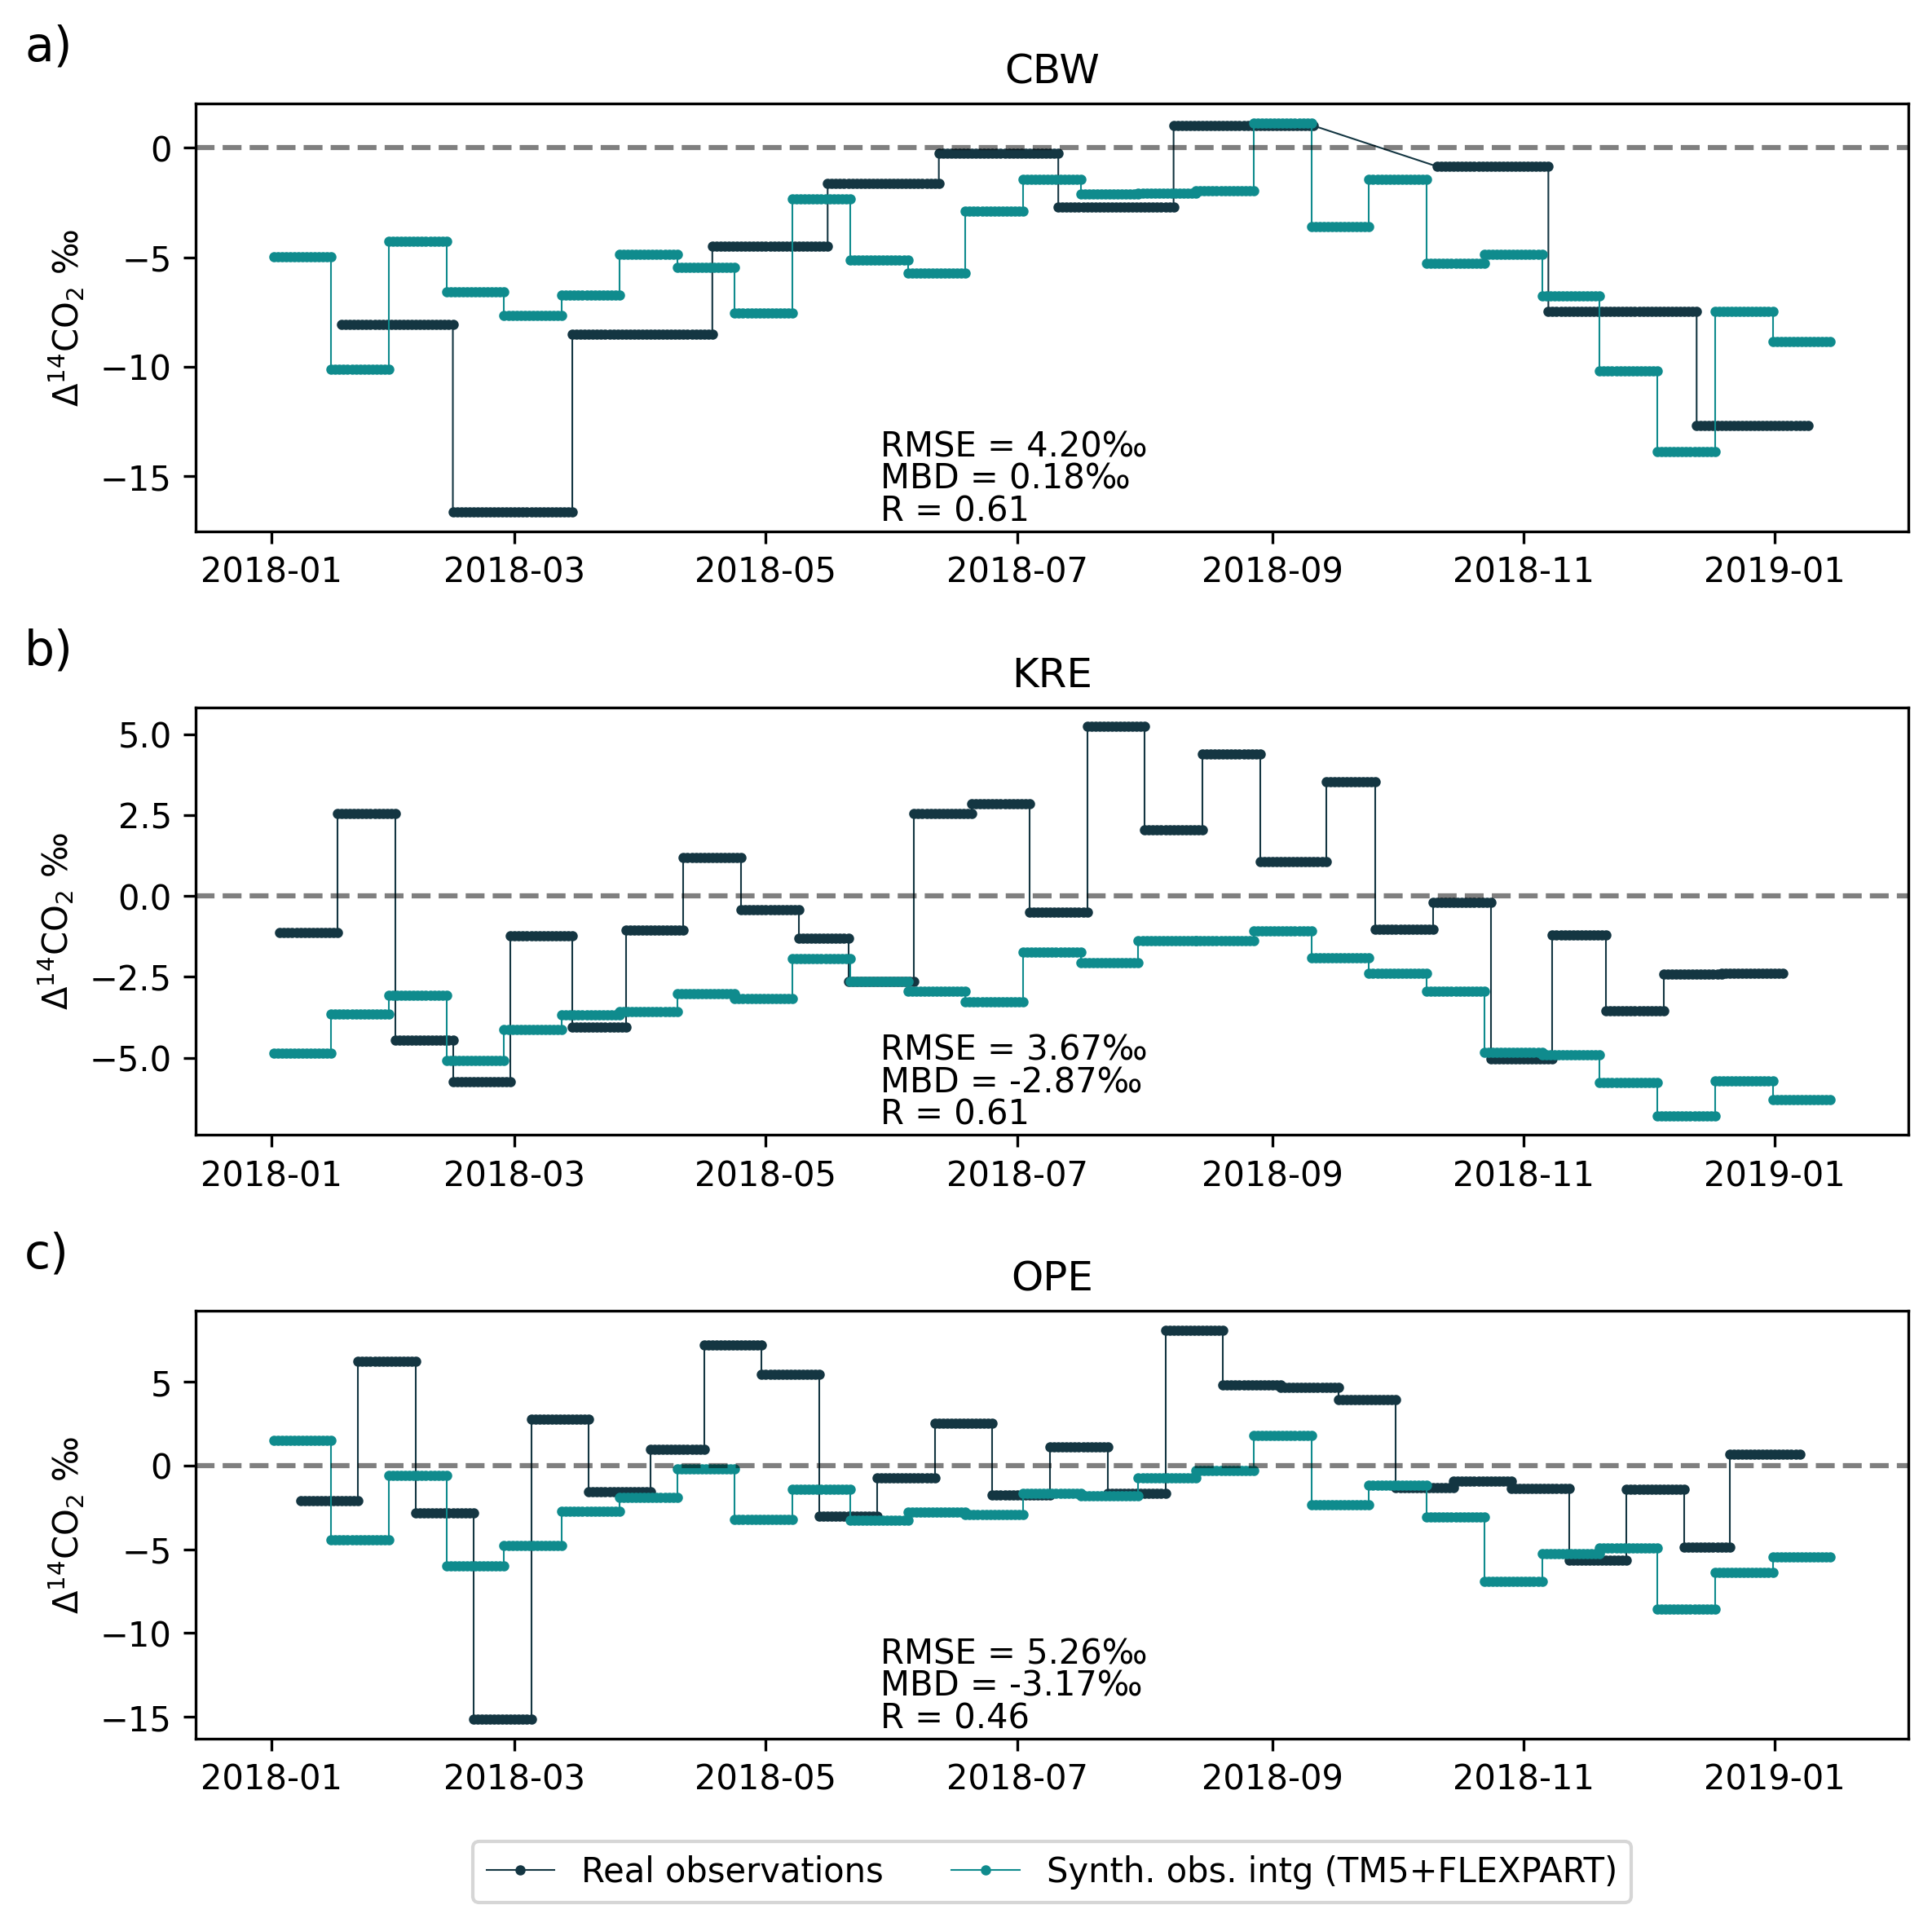 a)
CBW
Δ¹⁴CO₂ ‰
0
−5
−10
−15
RMSE = 4.20‰
MBD = 0.18‰
R = 0.61
2018-01 2018-03 2018-05 2018-07 2018-09 2018-11 2019-01
b)
KRE
Δ¹⁴CO₂ ‰
5.0
2.5
0.0
−2.5
−5.0
RMSE = 3.67‰
MBD = -2.87‰
R = 0.61
2018-01 2018-03 2018-05 2018-07 2018-09 2018-11 2019-01
c)
OPE
Δ¹⁴CO₂ ‰
5
0
−5
−10
−15
RMSE = 5.26‰
MBD = -3.17‰
R = 0.46
2018-01 2018-03 2018-05 2018-07 2018-09 2018-11 2019-01
Real observations Synth. obs. intg (TM5+FLEXPART)